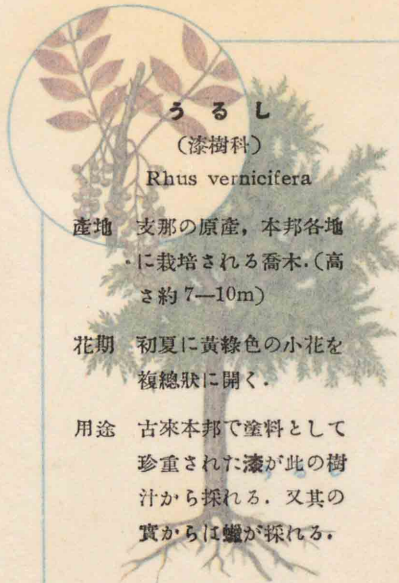 うるし
(漆樹科)
Rhus vernicifera
產地 支那の原產，本邦各地
に栽培される喬木.(高
さ約7—10m)
花期 初夏に黃綠色の小花を
複總狀に開く.
用途 古來本邦で塗料として
珍重された漆が此の樹
汁から採れる. 又其の
實からは蠟が採れる.